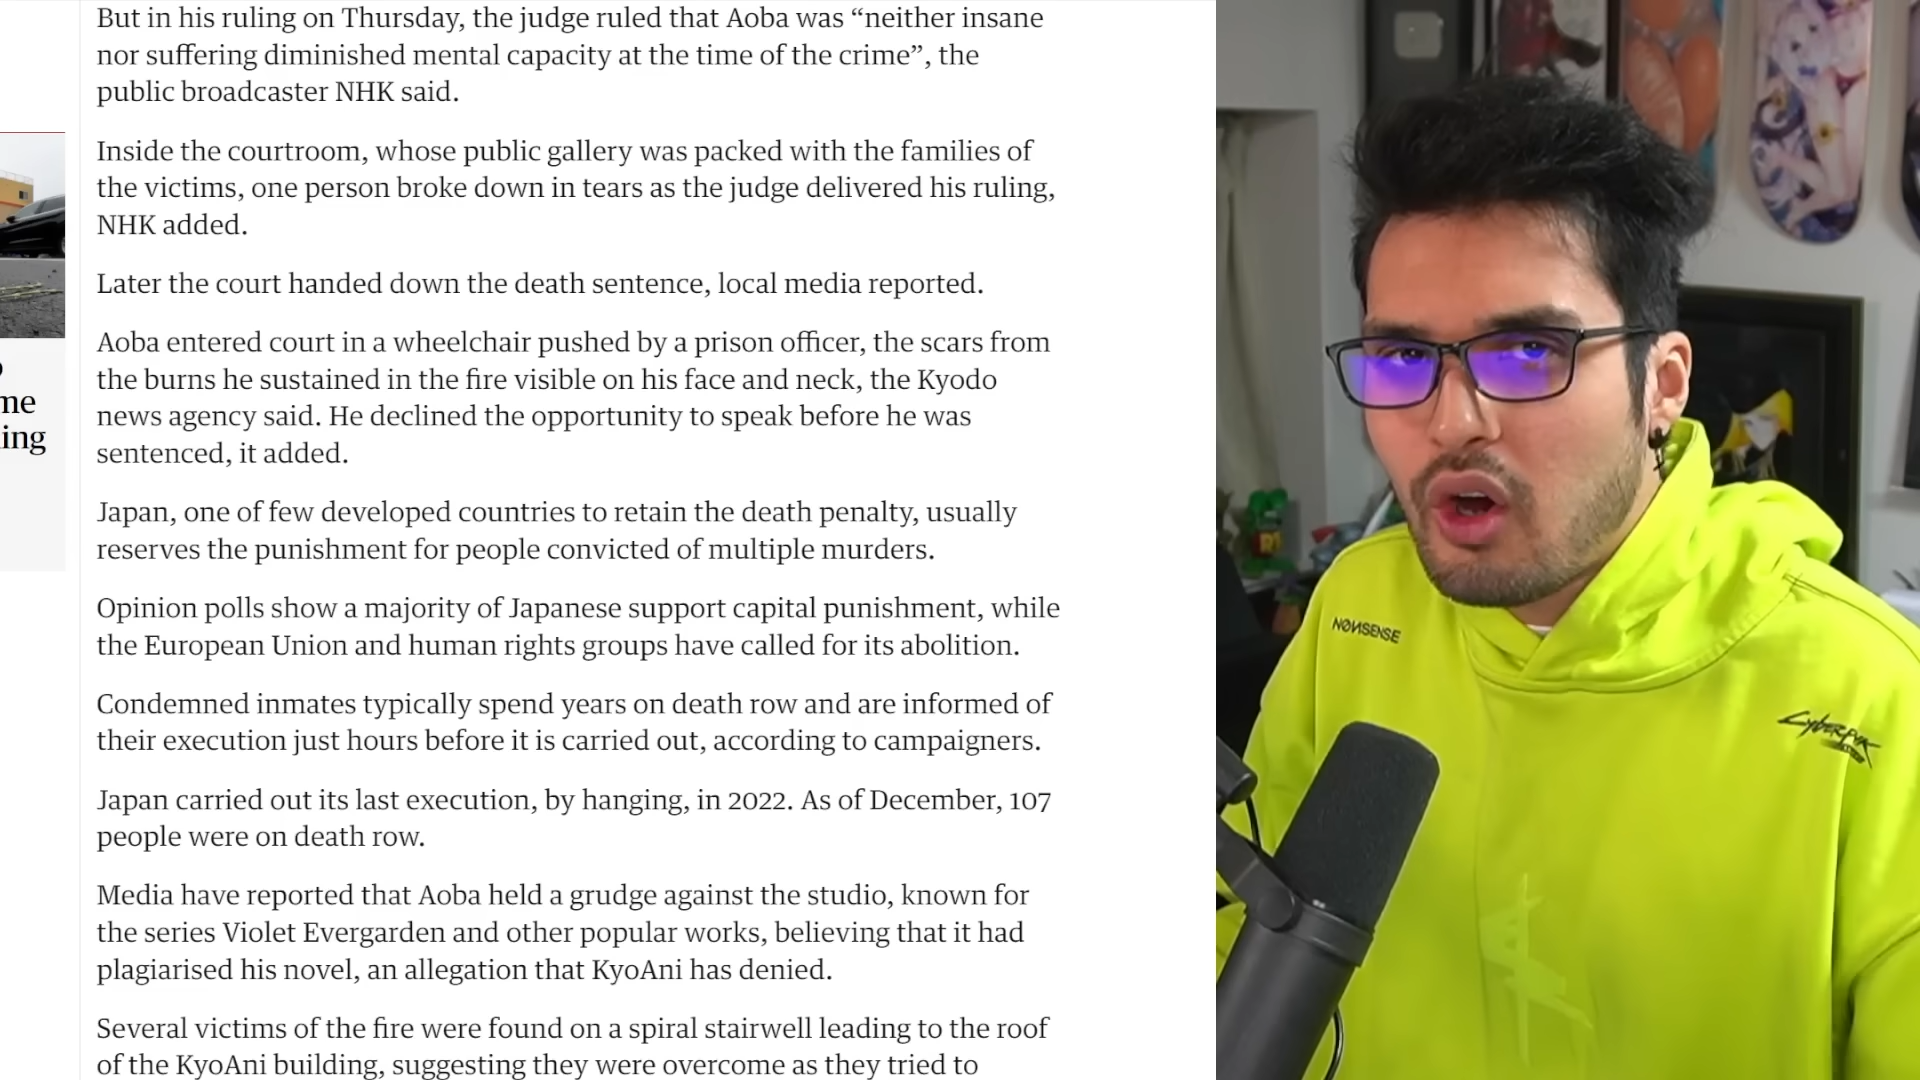 But in his ruling on Thursday, the judge ruled that Aoba was “neither insane
nor suffering diminished mental capacity at the time of the crime”, the
public broadcaster NHK said.
Inside the courtroom, whose public gallery was packed with the families of
the victims, one person broke down in tears as the judge delivered his ruling,
NHK added.
Later the court handed down the death sentence, local media reported.
Aoba entered court in a wheelchair pushed by a prison officer, the scars from
the burns he sustained in the fire visible on his face and neck, the Kyodo
news agency said. He declined the opportunity to speak before he was
sentenced, it added.
Japan, one of few developed countries to retain the death penalty, usually
reserves the punishment for people convicted of multiple murders.
Opinion polls show a majority of Japanese support capital punishment, while
the European Union and human rights groups have called for its abolition.
Condemned inmates typically spend years on death row and are informed of
their execution just hours before it is carried out, according to campaigners.
Japan carried out its last execution, by hanging, in 2022. As of December, 107
people were on death row.
Media have reported that Aoba held a grudge against the studio, known for
the series Violet Evergarden and other popular works, believing that it had
plagiarised his novel, an allegation that KyoAni has denied.
Several victims of the fire were found on a spiral stairwell leading to the roof
of the KyoAni building, suggesting they were overcome as they tried to
me
ing
NONSENSE
Cyberpunk